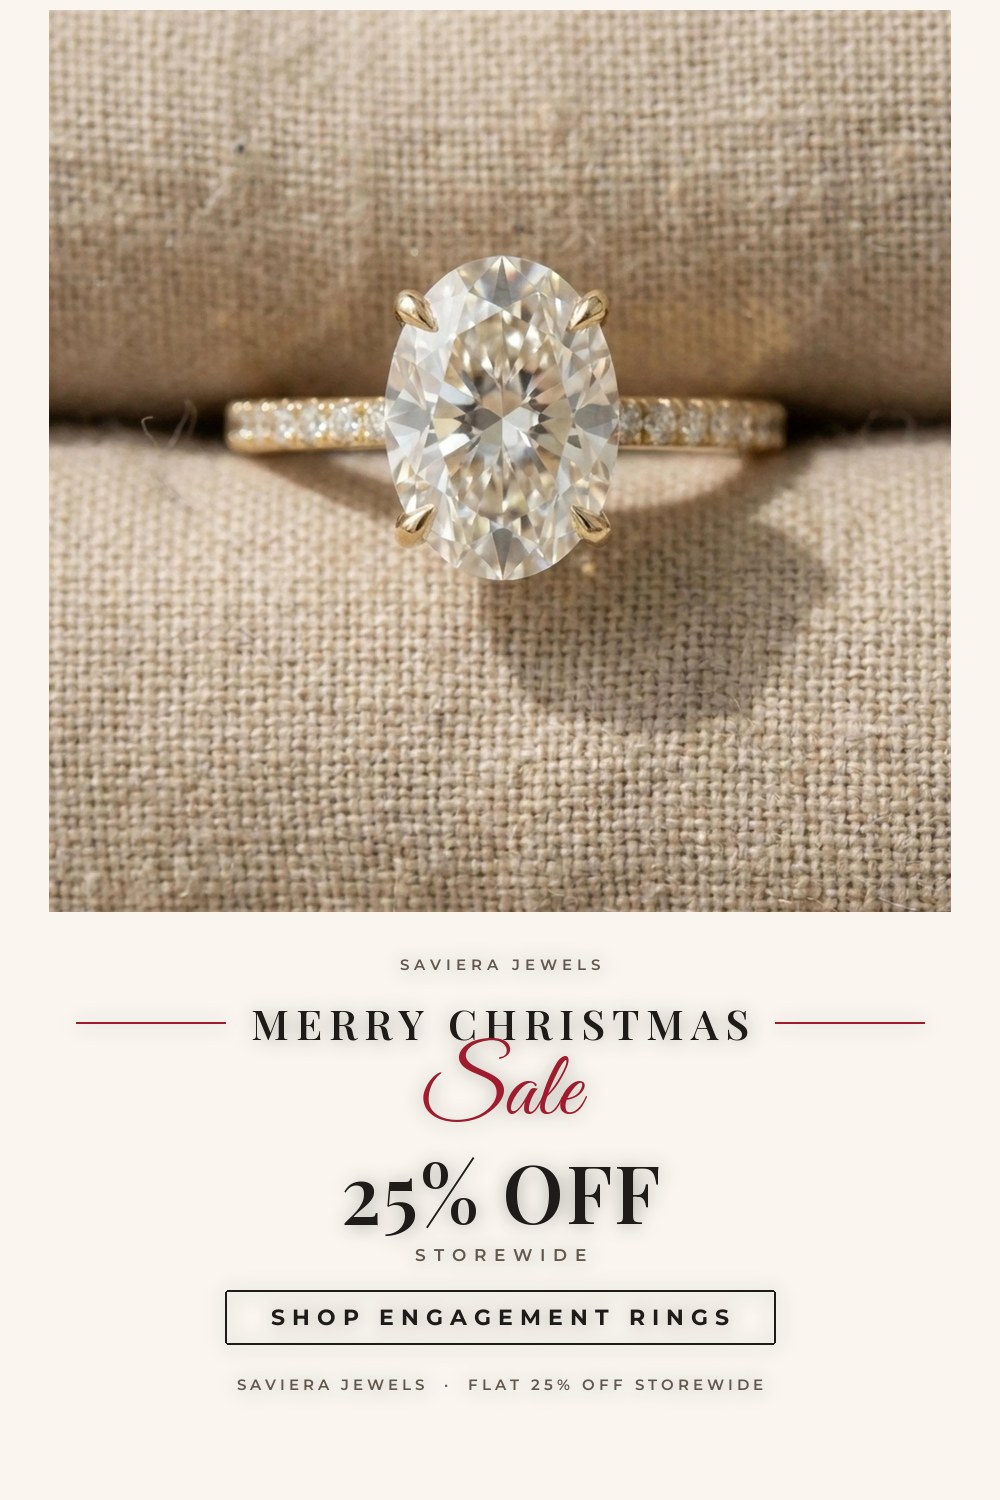 SAVIERA JEWELS
MERRY CHRISTMAS
Sale
25% OFF
STOREWIDE
SHOP ENGAGEMENT RINGS
SAVIERA JEWELS · FLAT 25% OFF STOREWIDE